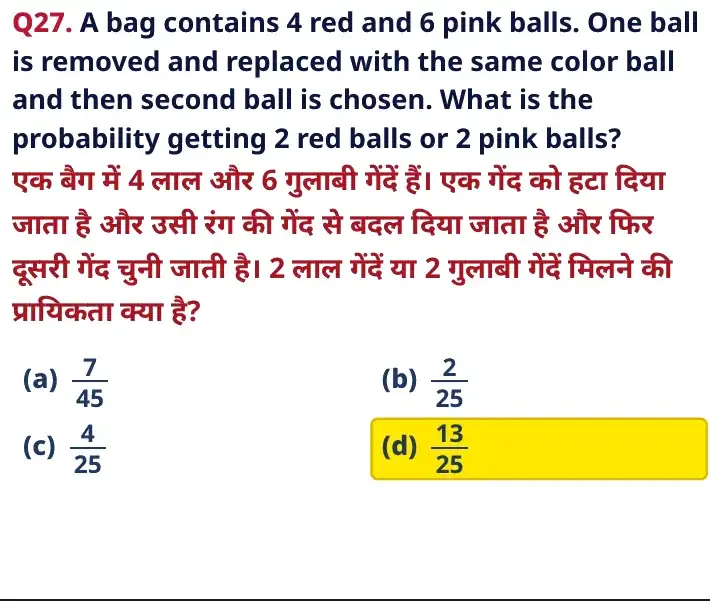 Q27. A bag contains 4 red and 6 pink balls. One ball
is removed and replaced with the same color ball
and then second ball is chosen. What is the
probability getting 2 red balls or 2 pink balls?
एक बैग में 4 लाल और 6 गुलाबी गेंदें हैं। एक गेंद को हटा दिया
जाता है और उसी रंग की गेंद से बदल दिया जाता है और फिर
दूसरी गेंद चुनी जाती है। 2 लाल गेंदें या 2 गुलाबी गेंदें मिलने की
प्रायिकता क्या है?
(a) 7/45 (b) 2/25
(c) 4/25 (d) 13/25